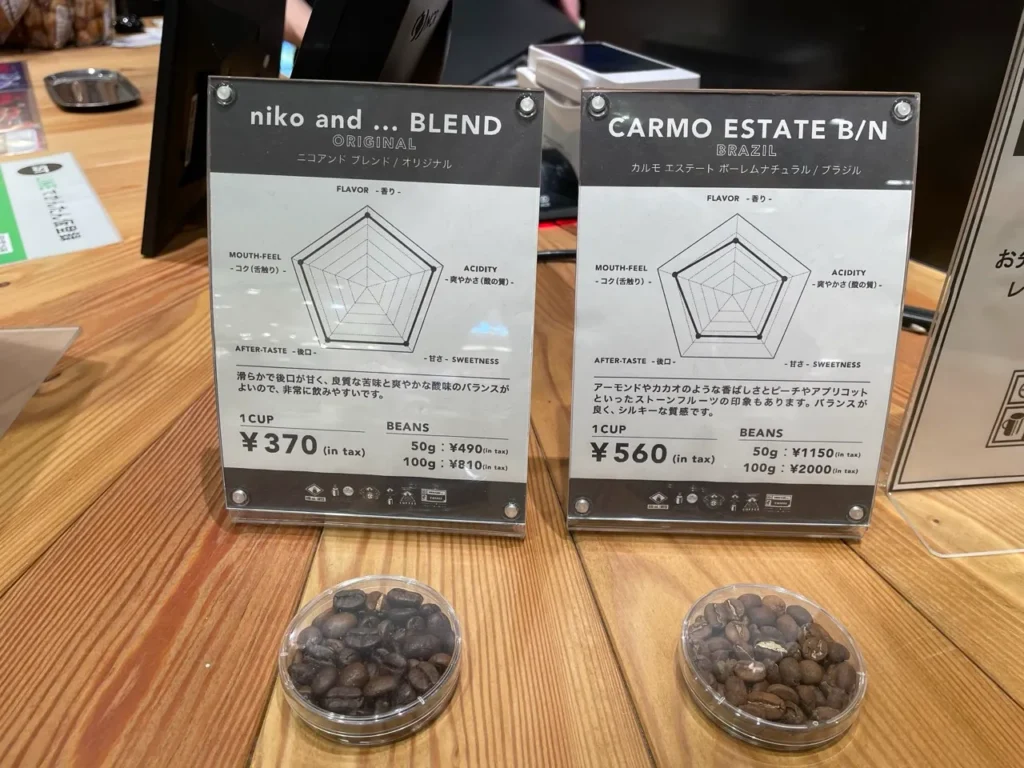 niko and ... BLEND
ORIGINAL
ニコアンド ブレンド / オリジナル
FLAVOR - 香り -
MOUTH-FEEL
- コク(舌触り) -
ACIDITY
- 爽やかさ(酸の質) -
AFTER-TASTE - 後口 -
- 甘さ - SWEETNESS
滑らかで後口が甘く、良質な苦味と爽やかな酸味のバランスが
よいので、非常に飲みやすいです。
1CUP
¥370 (in tax)
BEANS
50g : ¥490(in tax)
100g : ¥810(in tax)
CARMO ESTATE B/N
BRAZIL
カルモ エステート ボーレムナチュラル / ブラジル
FLAVOR - 香り -
MOUTH-FEEL
- コク(舌触り) -
ACIDITY
- 爽やかさ(酸の質) -
AFTER-TASTE - 後口 -
- 甘さ - SWEETNESS
アーモンドやカカオのような香ばしさとピーチやアプリコット
といったストーンフルーツの印象もあります。バランスが
良く、シルキーな質感です。
1CUP
¥560 (in tax)
BEANS
50g : ¥1150(in tax)
100g : ¥2000(in tax)